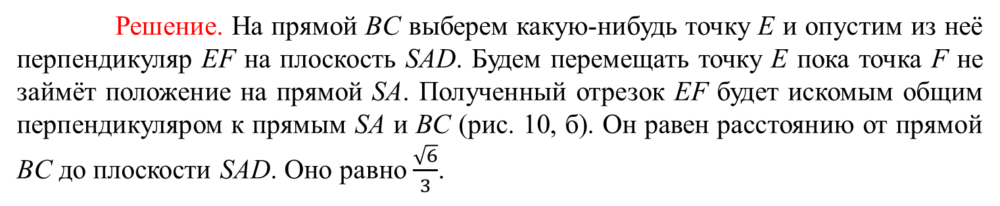 Решение. На прямой BC выберем какую-нибудь точку E и опустим из неё
перпендикуляр EF на плоскость SAD. Будем перемещать точку E пока точка F не
займёт положение на прямой SA. Полученный отрезок EF будет искомым общим
перпендикуляром к прямым SA и BC (рис. 10, б). Он равен расстоянию от прямой
BC до плоскости SAD. Оно равно √6/3.